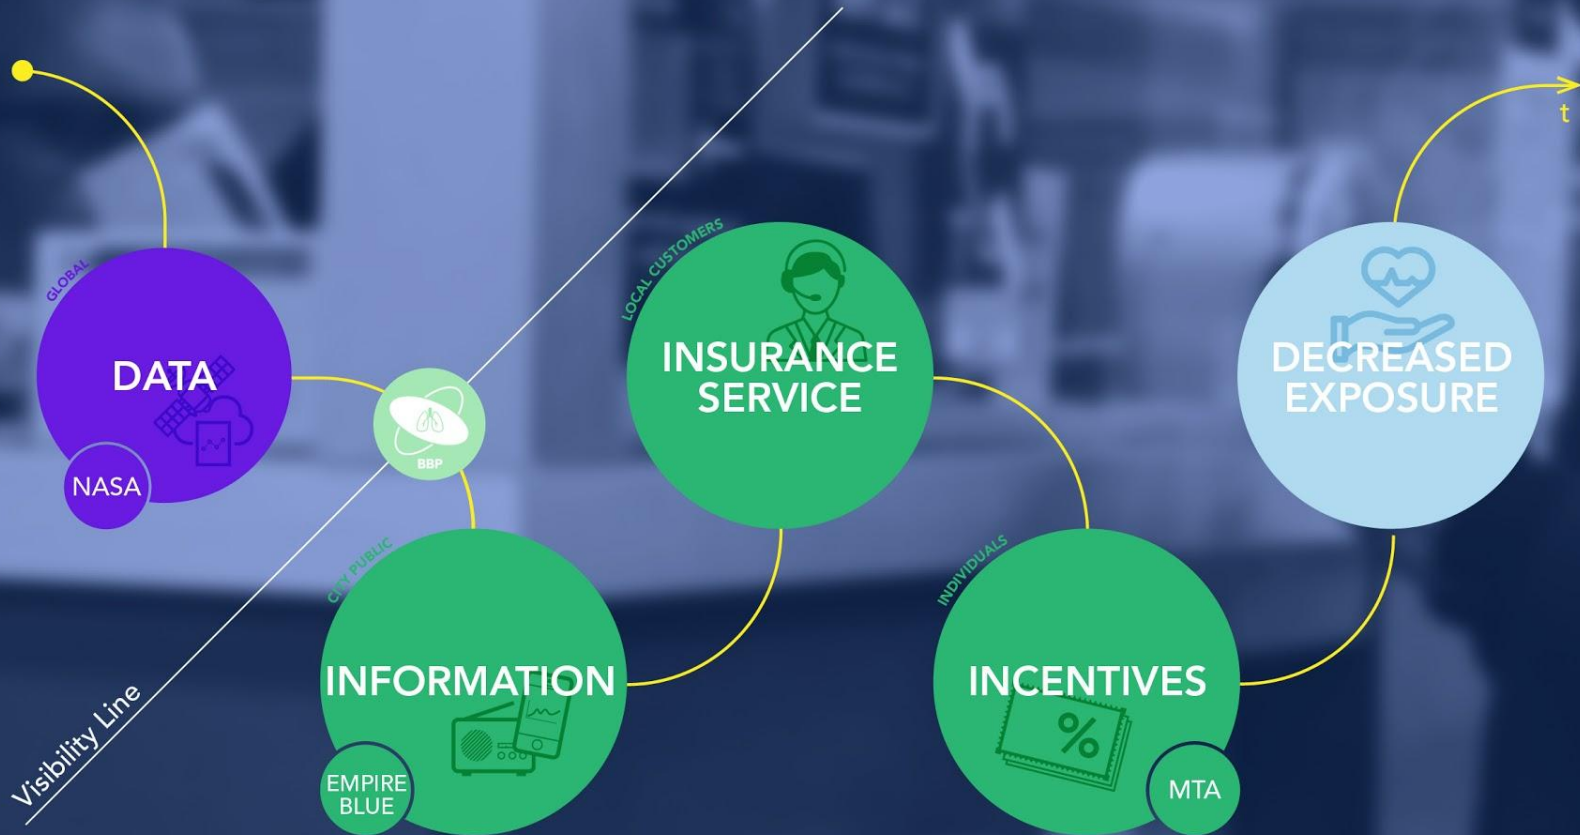 t
GLOBAL
DATA
NASA
BBP
Visibility Line
CITY PUBLIC
INFORMATION
EMPIRE
BLUE
LOCAL CUSTOMERS
INSURANCE
SERVICE
INDIVIDUALS
INCENTIVES
%
MTA
DECREASED
EXPOSURE